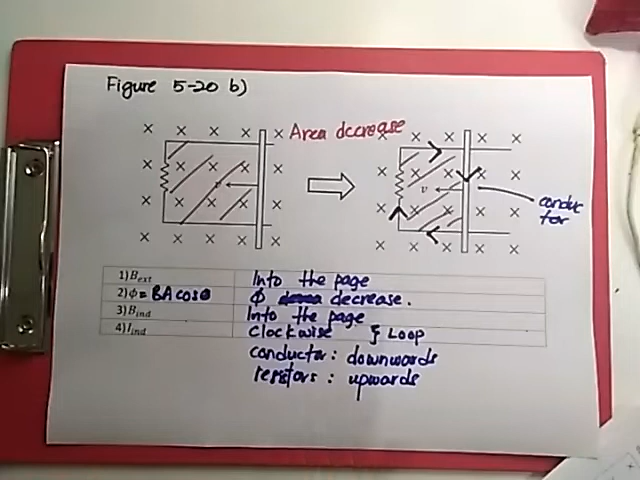 Figure 5-20 b)
Area decrease
v
v
conduc
tor
1) B_ext Into the page
2) ϕ = BA cosθ ϕ decrease.
3) B_ind Into the page
4) I_ind Clockwise } Loop
conductor : downwards
resistors : upwards